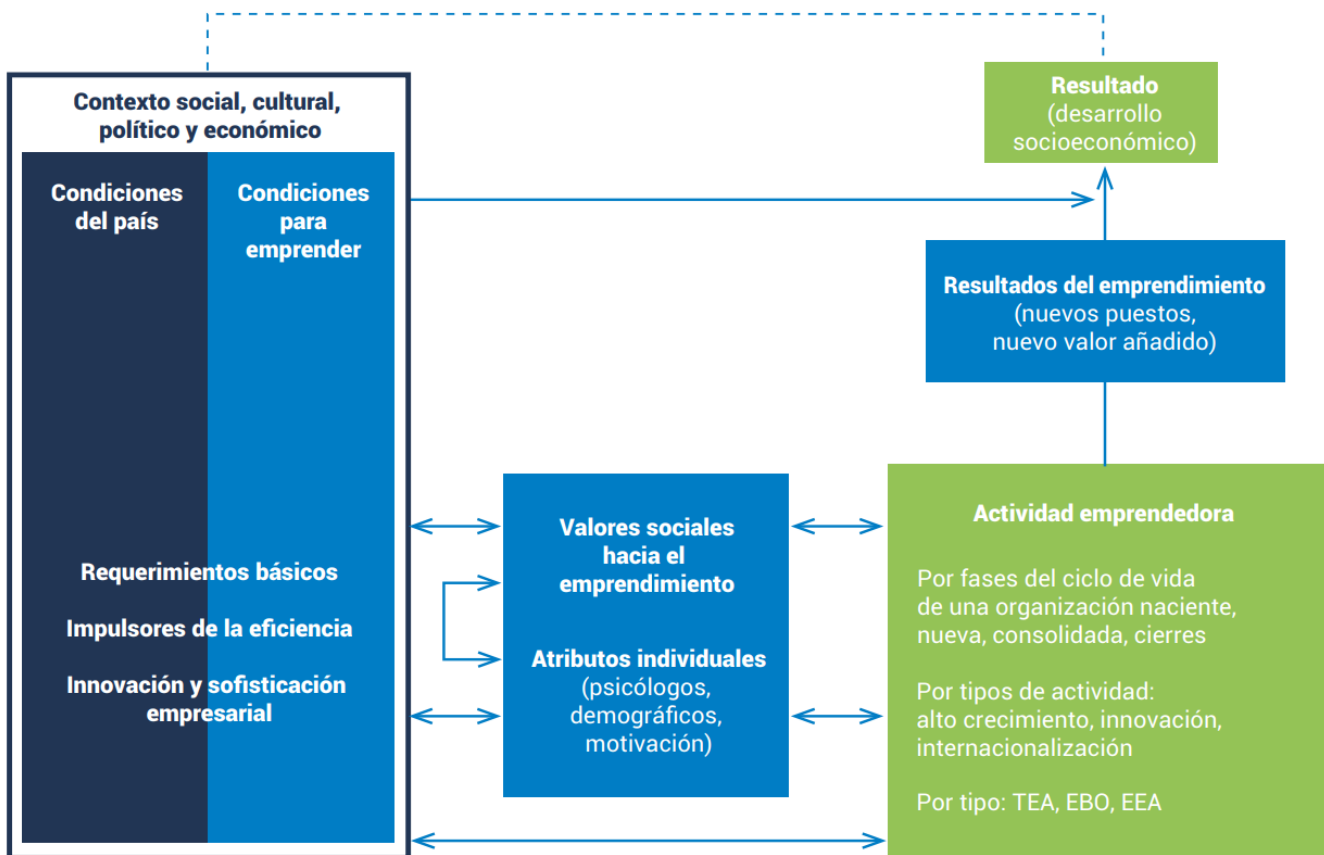 Contexto social, cultural,
político y económico
Condiciones
del país
Condiciones
para
emprender
Requerimientos básicos
Impulsores de la eficiencia
Innovación y sofisticación
empresarial
Valores sociales
hacia el
emprendimiento
Atributos individuales
(psicólogos,
demográficos,
motivación)
Resultado
(desarrollo
socioeconómico)
Resultados del emprendimiento
(nuevos puestos,
nuevo valor añadido)
Actividad emprendedora
Por fases del ciclo de vida
de una organización naciente,
nueva, consolidada, cierres
Por tipos de actividad:
alto crecimiento, innovación,
internacionalización
Por tipo: TEA, EBO, EEA